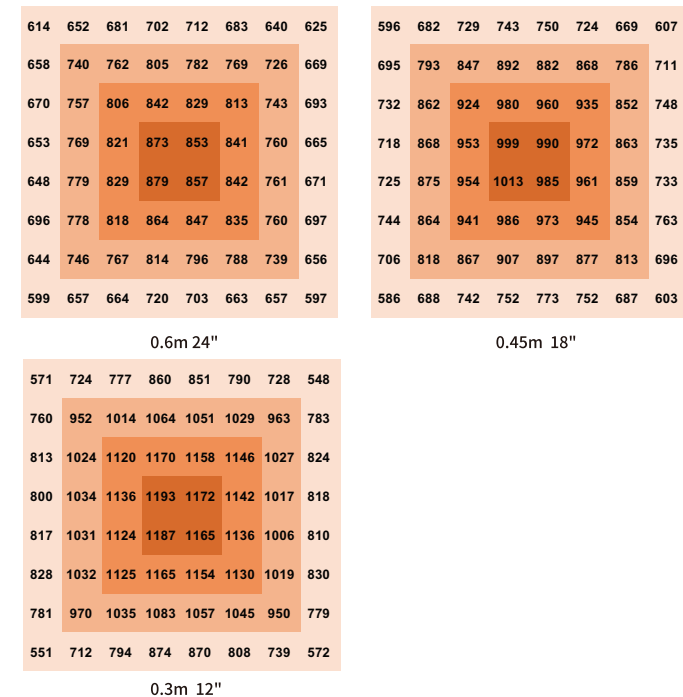 614 652 681 702 712 683 640 625
658 740 762 805 782 769 726 669
670 757 806 842 829 813 743 693
653 769 821 873 853 841 760 665
648 779 829 879 857 842 761 671
696 778 818 864 847 835 760 697
644 746 767 814 796 788 739 656
599 657 664 720 703 663 657 597
0.6m 24"
596 682 729 743 750 724 669 607
695 793 847 892 882 868 786 711
732 862 924 980 960 935 852 748
718 868 953 999 990 972 863 735
725 875 954 1013 985 961 859 733
744 864 941 986 973 945 854 763
706 818 867 907 897 877 813 696
586 688 742 752 773 752 687 603
0.45m 18"
571 724 777 860 851 790 728 548
760 952 1014 1064 1051 1029 963 783
813 1024 1120 1170 1158 1146 1027 824
800 1034 1136 1193 1172 1142 1017 818
817 1031 1124 1187 1165 1136 1006 810
828 1032 1125 1165 1154 1130 1019 830
781 970 1035 1083 1057 1045 950 779
551 712 794 874 870 808 739 572
0.3m 12"